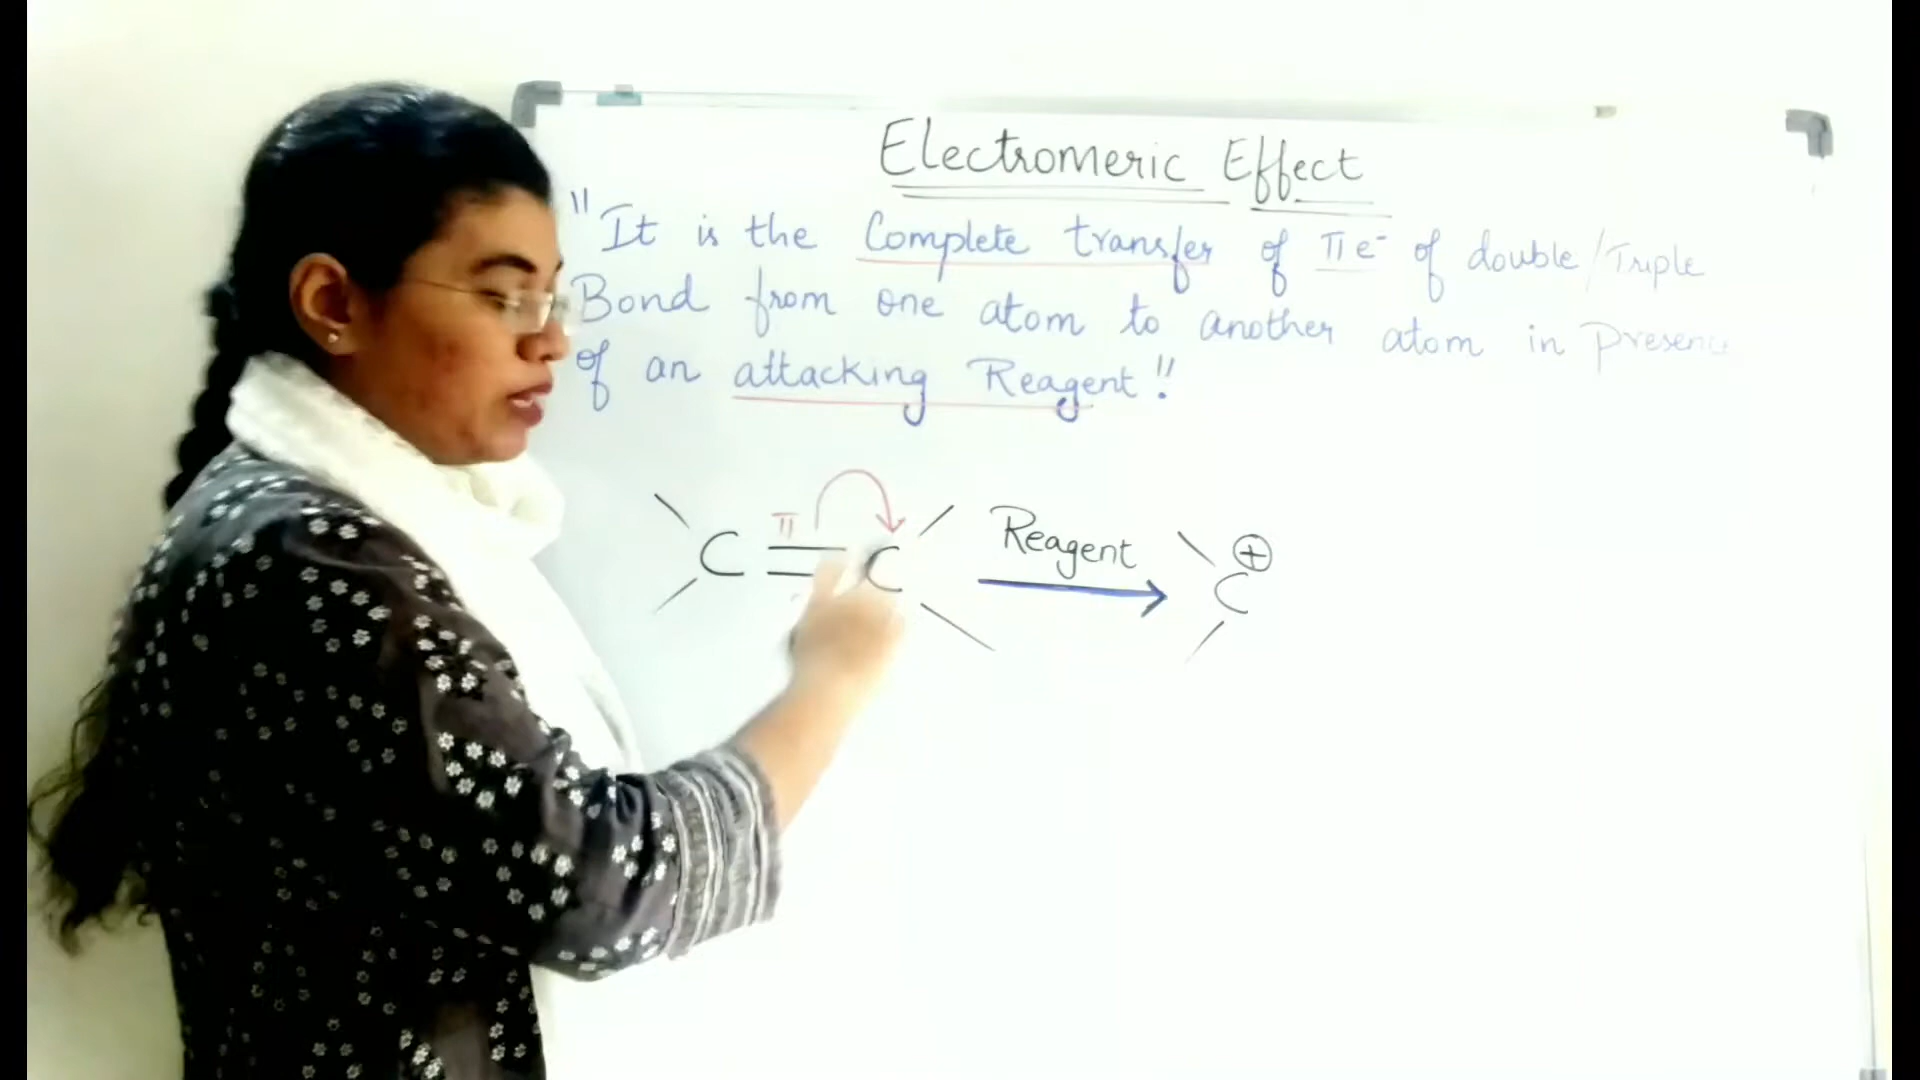 Electromeric Effect
"It is the Complete transfer of π e⁻ of double/Triple
Bond from one atom to another atom in
of an attacking Reagent!!
π
C = C Reagent C ⊕